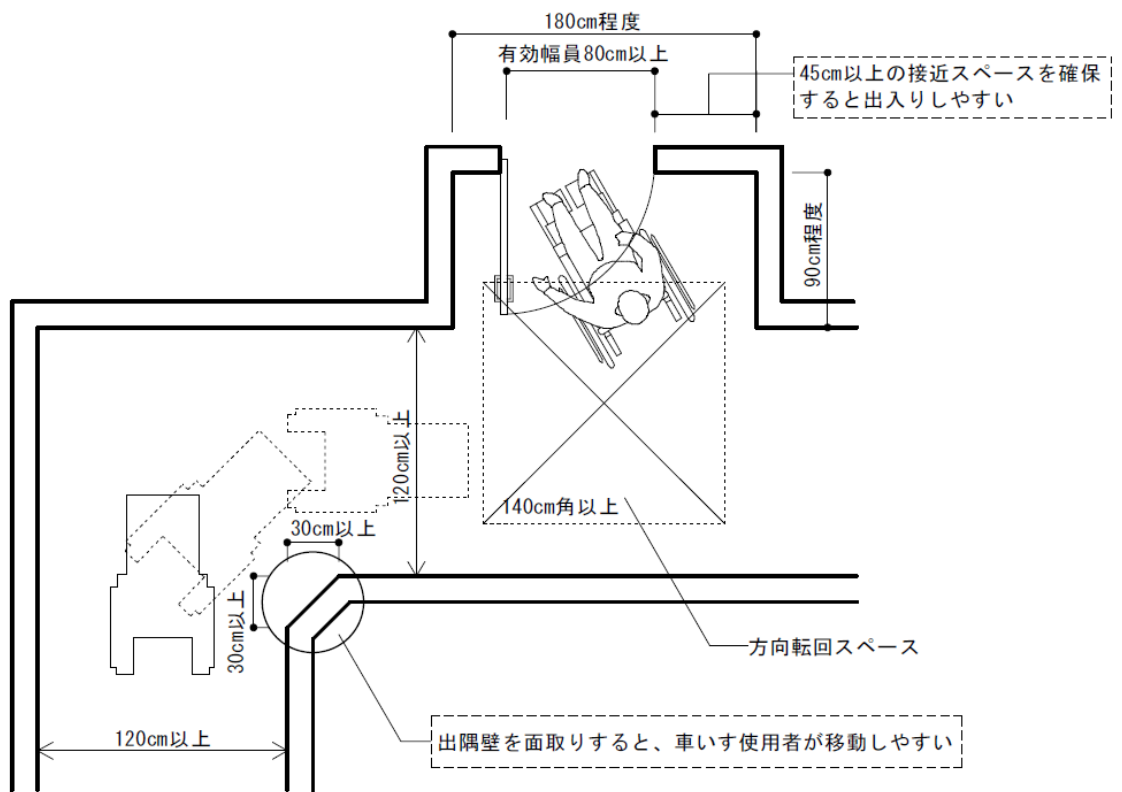 180cm程度
有効幅員80cm以上
45cm以上の接近スペースを確保
すると出入りしやすい
90cm程度
120cm以上
140cm角以上
30cm以上
30cm以上
方向転回スペース
120cm以上
出隅壁を面取りすると、車いす使用者が移動しやすい